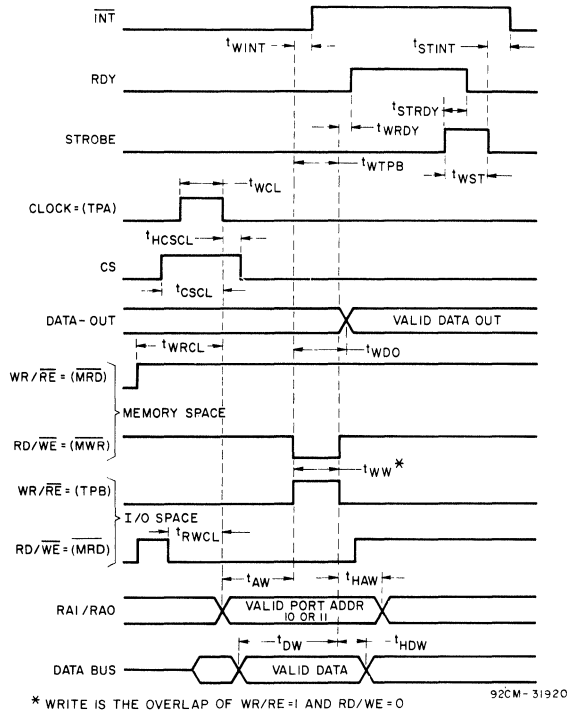 INT
tWINT
tSTINT
RDY
tSTRDY
tWRDY
STROBE
tWTPB
tWST
tWCL
CLOCK=(TPA)
tHCSCL
CS
tCSCL
DATA-OUT
VALID DATA OUT
tWRCL
tWDO
WR/RE=(MRD)
MEMORY SPACE
RD/WE=(MWR)
tWW*
WR/RE=(TPB)
I/O SPACE
tRWCL
RD/WE=(MRD)
tAW
tHAW
RA1/RA0
VALID PORT ADDR
10 OR 11
tDW
tHDW
DATA BUS
VALID DATA
92CM-31920
* WRITE IS THE OVERLAP OF WR/RE=1 AND RD/WE=0